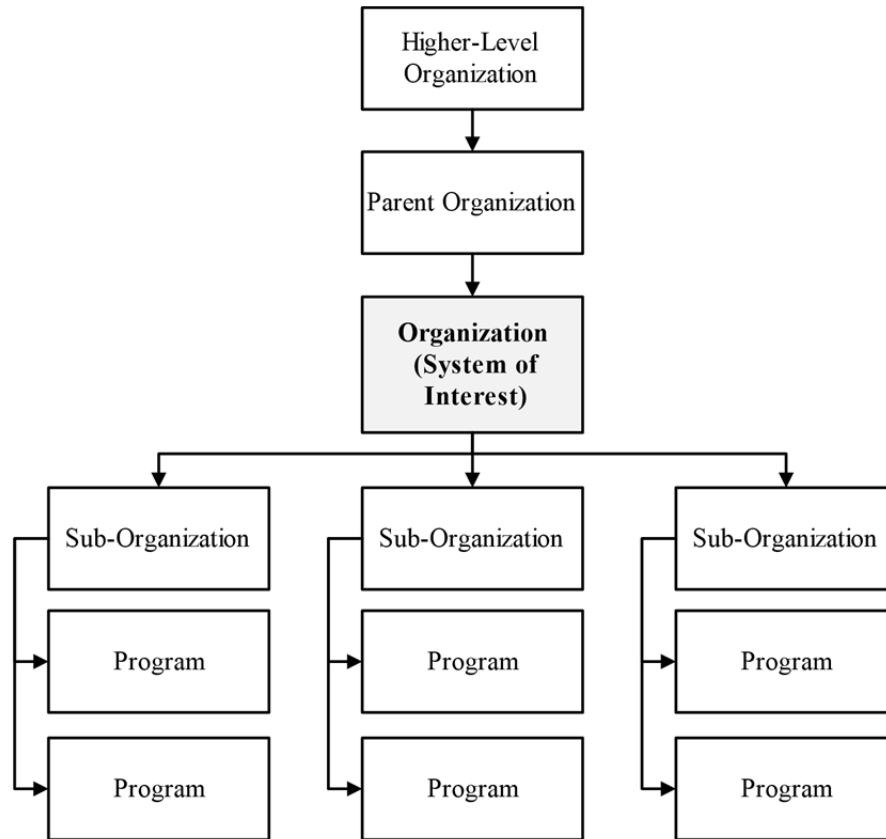 Higher-Level
Organization
Parent Organization
Organization
(System of
Interest)
Sub-Organization
Sub-Organization
Sub-Organization
Program
Program
Program
Program
Program
Program